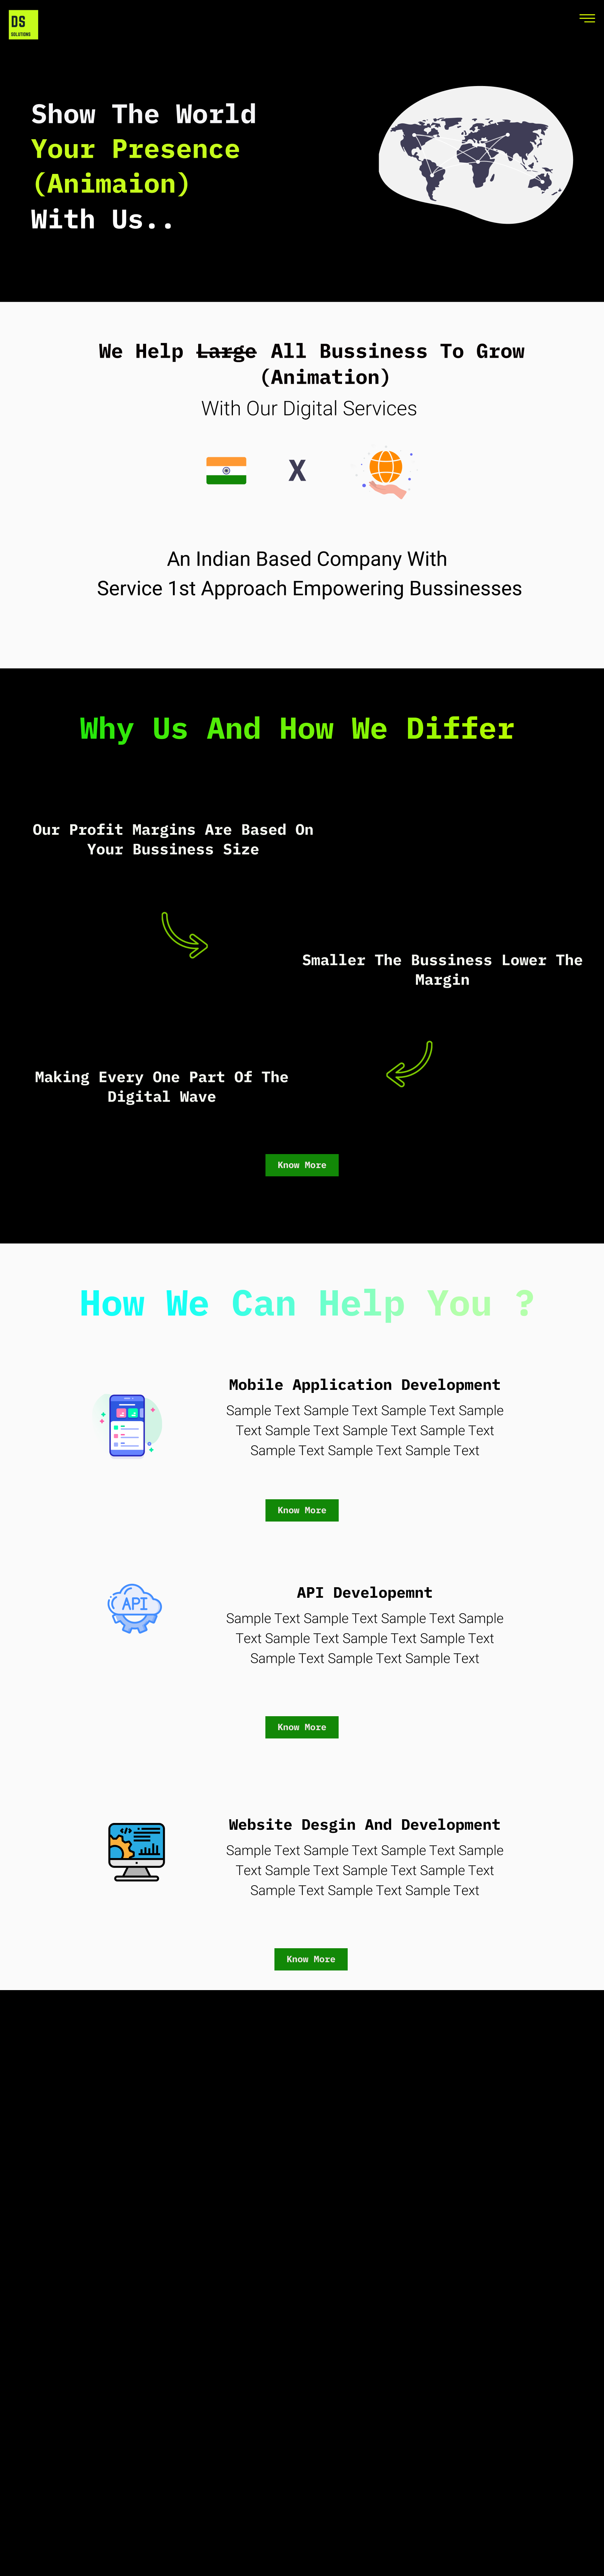 DS
SOLUTIONS
Show The World
Your Presence
(Animaion)
With Us..
We Help Large All Bussiness To Grow
(Animation)
With Our Digital Services
X
An Indian Based Company With
Service 1st Approach Empowering Bussinesses
Why Us And How We Differ
Our Profit Margins Are Based On
Your Bussiness Size
Smaller The Bussiness Lower The
Margin
Making Every One Part Of The
Digital Wave
Know More
How We Can Help You ?
Mobile Application Development
Sample Text Sample Text Sample Text Sample
Text Sample Text Sample Text Sample Text
Sample Text Sample Text Sample Text
Know More
API
API Developemnt
Sample Text Sample Text Sample Text Sample
Text Sample Text Sample Text Sample Text
Sample Text Sample Text Sample Text
Know More
Website Desgin And Development
Sample Text Sample Text Sample Text Sample
Text Sample Text Sample Text Sample Text
Sample Text Sample Text Sample Text
Know More